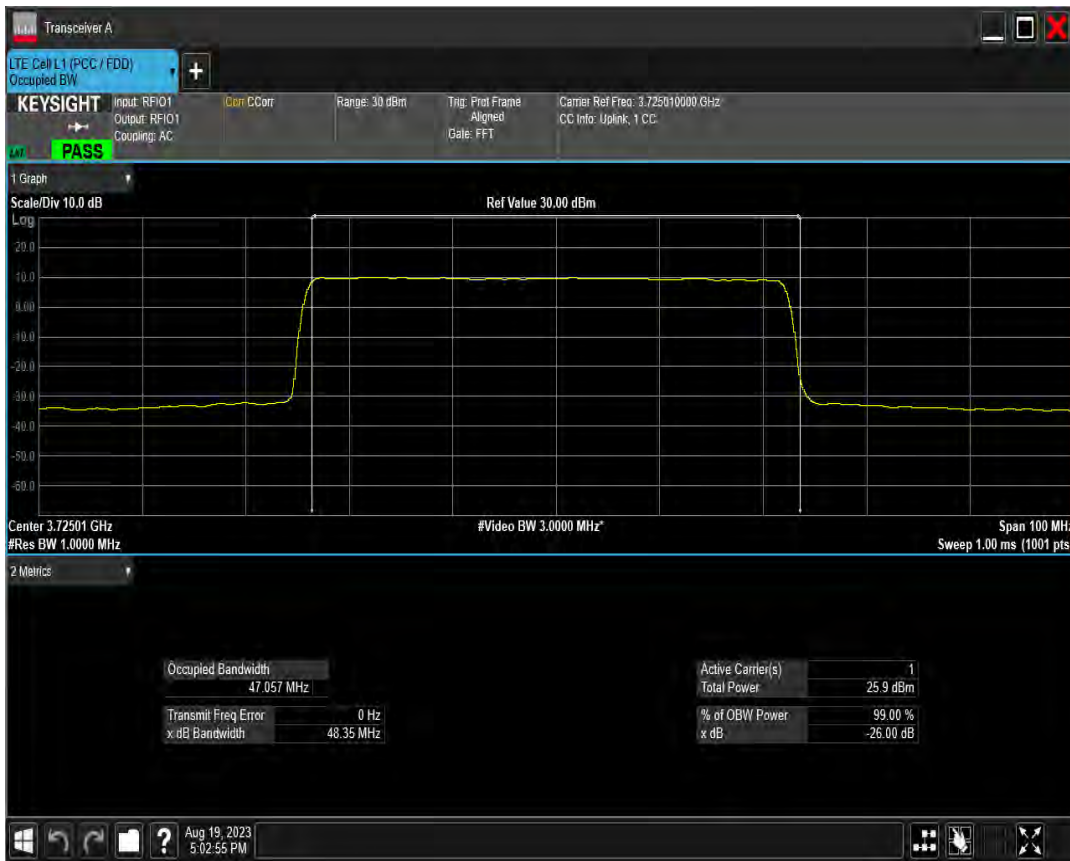 Transceiver A
LTE Cell L1 (PCC / FDD)
Occupied BW
+
KEYSIGHT
Input: RFIO1
Output: RFIO1
Coupling: AC
Corr CCorr
Range: 30 dBm
Trig: Prot Frame
Aligned
Gate: FFT
Carrier Ref Freq: 3.725010000 GHz
CC Info: Uplink, 1 CC
PASS
1 Graph
Scale/Div 10.0 dB
Ref Value 30.00 dBm
Log
20.0
10.0
0.00
-10.0
-20.0
-30.0
-40.0
-50.0
-60.0
Center 3.72501 GHz
#Video BW 3.0000 MHz*
Span 100 MHz
#Res BW 1.0000 MHz
Sweep 1.00 ms (1001 pts
2 Metrics
Occupied Bandwidth
47.057 MHz
Transmit Freq Error 0 Hz
x dB Bandwidth 48.35 MHz
Active Carrier(s) 1
Total Power 25.9 dBm
% of OBW Power 99.00 %
x dB -26.00 dB
?
Aug 19, 2023
5:02:55 PM